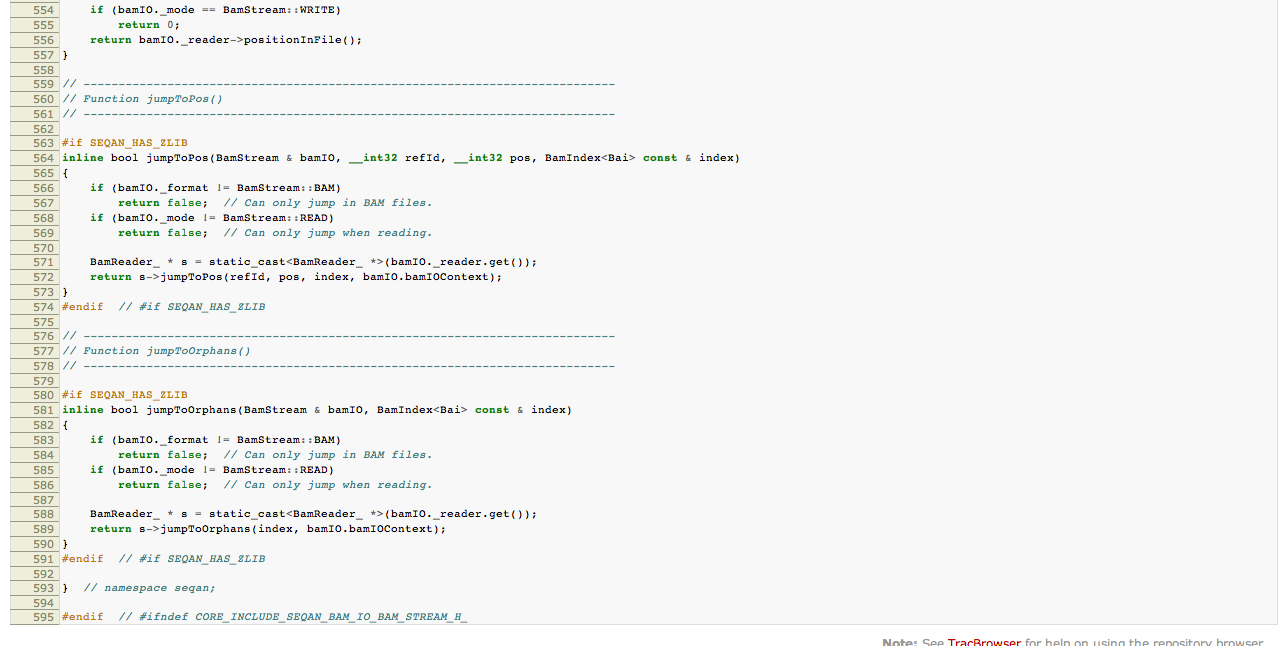 554     if (bamIO._mode == BamStream::WRITE)
555         return 0;
556     return bamIO._reader->positionInFile();
557 }
558
559 // ----------------------------------------------------------------------------
560 // Function jumpToPos()
561 // ----------------------------------------------------------------------------
562
563 #if SEQAN_HAS_ZLIB
564 inline bool jumpToPos(BamStream & bamIO, __int32 refId, __int32 pos, BamIndex<Bai> const & index)
565 {
566     if (bamIO._format != BamStream::BAM)
567         return false;  // Can only jump in BAM files.
568     if (bamIO._mode != BamStream::READ)
569         return false;  // Can only jump when reading.
570
571     BamReader_ * s = static_cast<BamReader_ *>(bamIO._reader.get());
572     return s->jumpToPos(refId, pos, index, bamIO.bamIOContext);
573 }
574 #endif  // #if SEQAN_HAS_ZLIB
575
576 // ----------------------------------------------------------------------------
577 // Function jumpToOrphans()
578 // ----------------------------------------------------------------------------
579
580 #if SEQAN_HAS_ZLIB
581 inline bool jumpToOrphans(BamStream & bamIO, BamIndex<Bai> const & index)
582 {
583     if (bamIO._format != BamStream::BAM)
584         return false;  // Can only jump in BAM files.
585     if (bamIO._mode != BamStream::READ)
586         return false;  // Can only jump when reading.
587
588     BamReader_ * s = static_cast<BamReader_ *>(bamIO._reader.get());
589     return s->jumpToOrphans(index, bamIO.bamIOContext);
590 }
591 #endif  // #if SEQAN_HAS_ZLIB
592
593 }  // namespace seqan;
594
595 #endif  // #ifndef CORE_INCLUDE_SEQAN_BAM_IO_BAM_STREAM_H_
Note: See TracBrowser for help on using the repository browser.